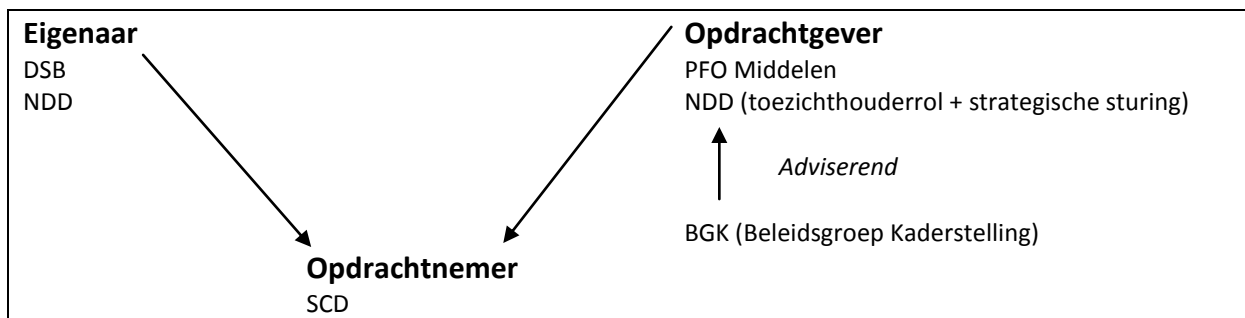 Eigenaar
DSB
NDD
Opdrachtgever
PFO Middelen
NDD (toezichthouderrol + strategische sturing)
Adviserend
BGK (Beleidsgroep Kaderstelling)
Opdrachtnemer
SCD